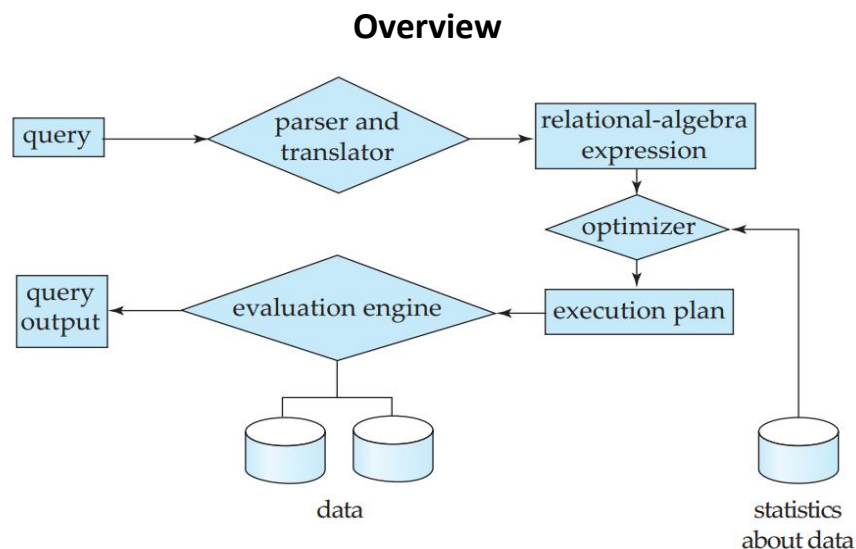 Overview
query
parser and
translator
relational-algebra
expression
optimizer
execution plan
evaluation engine
query
output
data
statistics
about data